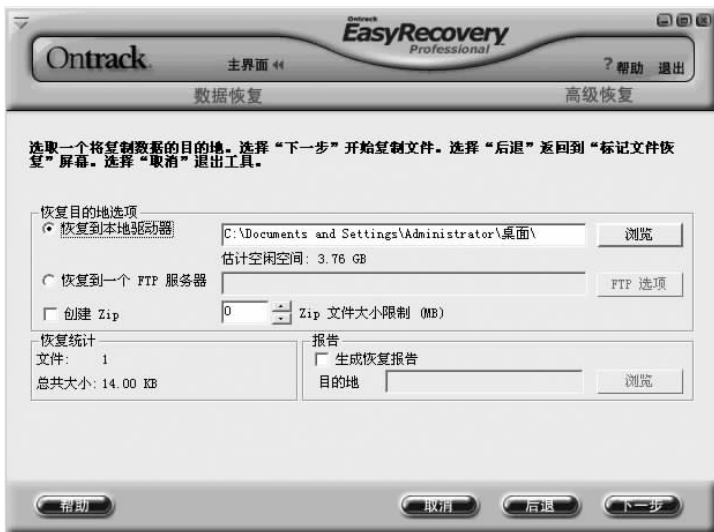 Ontrack
EasyRecovery
Professional
Ontrack
主界面
? 帮助 退出
数据恢复 高级恢复
选取一个将复制数据的目的地。选择“下一步”开始复制文件。选择“后退”返回到“标记文件恢
复”屏幕。选择“取消”退出工具。
恢复目的地选项
恢复到本地驱动器 C:\Documents and Settings\Administrator\桌面\ 浏览
估计空闲空间: 3.76 GB
恢复到一个 FTP 服务器 FTP 选项
创建 Zip 0 Zip 文件大小限制 (MB)
恢复统计
文件: 1
总共大小: 14.00 KB
报告
生成恢复报告
目的地 浏览
帮助 取消 后退 下一步